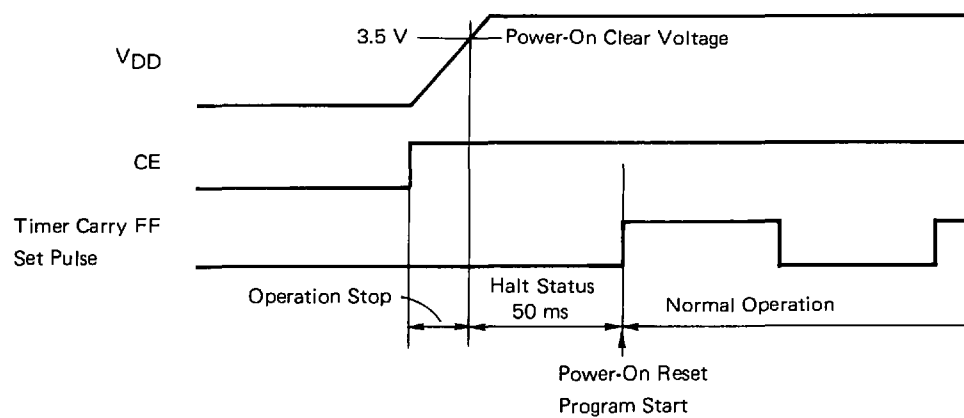 3.5 V
Power-On Clear Voltage
VDD
CE
Timer Carry FF
Set Pulse
Operation Stop
Halt Status
50 ms
Normal Operation
Power-On Reset
Program Start